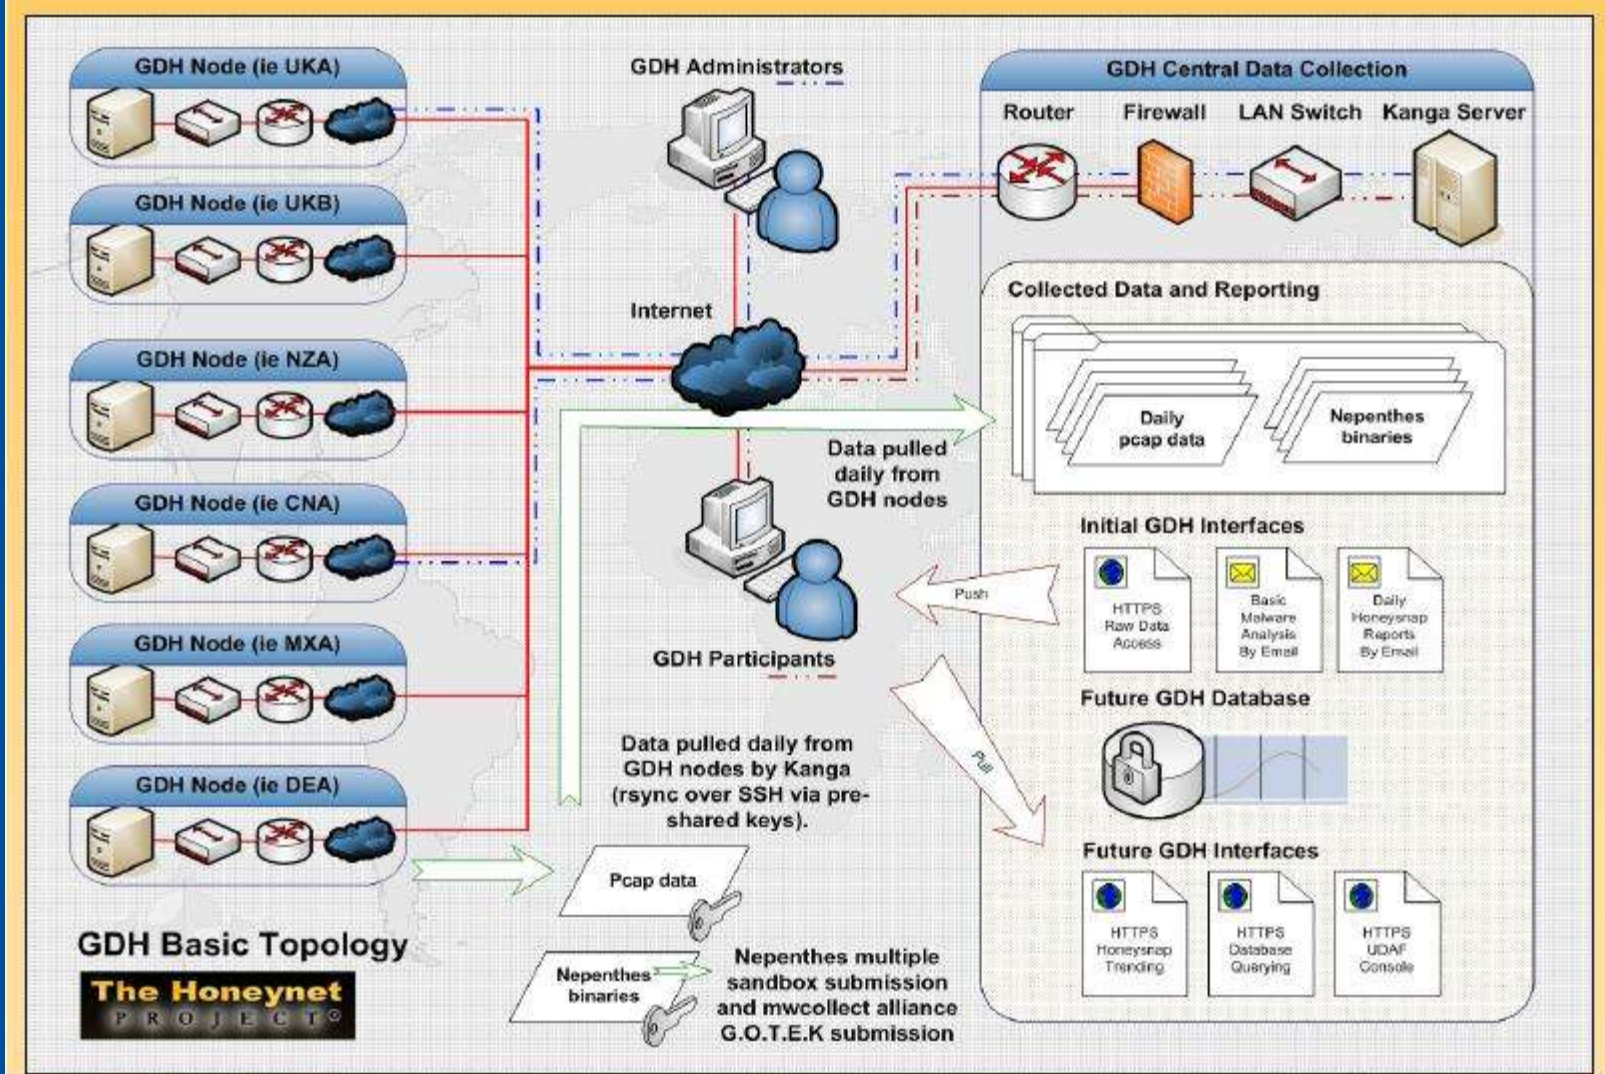 GDH Node (ie UKA)
GDH Node (ie UKB)
GDH Node (ie NZA)
GDH Node (ie CNA)
GDH Node (ie MXA)
GDH Node (ie DEA)
GDH Basic Topology
The Honeynet
PROJECT
GDH Administrators
Internet
Data pulled
daily from
GDH nodes
GDH Participants
Push
Pull
Data pulled daily from
GDH nodes by Kanga
(rsync over SSH via pre-
shared keys).
Pcap data
Nepenthes
binaries
Nepenthes multiple
sandbox submission
and mwcollect alliance
G.O.T.E.K submission
GDH Central Data Collection
Router Firewall LAN Switch Kanga Server
Collected Data and Reporting
Daily
pcap data
Nepenthes
binaries
Initial GDH Interfaces
HTTPS
Raw Data
Access
Basic
Malware
Analysis
By Email
Daily
Honeysnap
Reports
By Email
Future GDH Database
Future GDH Interfaces
HTTPS
Honeysnap
Trending
HTTPS
Database
Querying
HTTPS
UDAF
Console